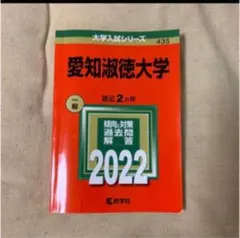 大学入試シリーズ
435
愛知淑徳大学
最近2カ年
一般
傾向と対策
過去問
解答
2022
教学社